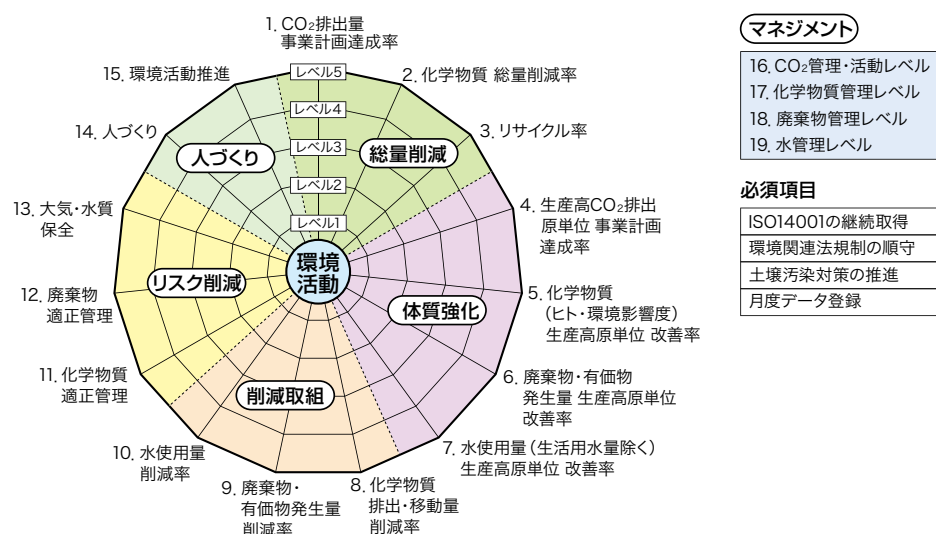 1. CO₂排出量
事業計画達成率
2. 化学物質 総量削減率
3. リサイクル率
4. 生産高CO₂排出
原単位 事業計画
達成率
5. 化学物質
(ヒト・環境影響度)
生産高原単位 改善率
6. 廃棄物・有価物
発生量 生産高原単位
改善率
7. 水使用量(生活用水量除く)
生産高原単位 改善率
8. 化学物質
排出・移動量
削減率
9. 廃棄物・
有価物発生量
削減率
10. 水使用量
削減率
11. 化学物質
適正管理
12. 廃棄物
適正管理
13. 大気・水質
保全
14. 人づくり
15. 環境活動推進
レベル5
レベル4
レベル3
レベル2
レベル1
環境
活動
総量削減
体質強化
削減取組
リスク削減
人づくり
マネジメント
16. CO₂管理・活動レベル
17. 化学物質管理レベル
18. 廃棄物管理レベル
19. 水管理レベル
必須項目
ISO14001の継続取得
環境関連法規制の順守
土壌汚染対策の推進
月度データ登録